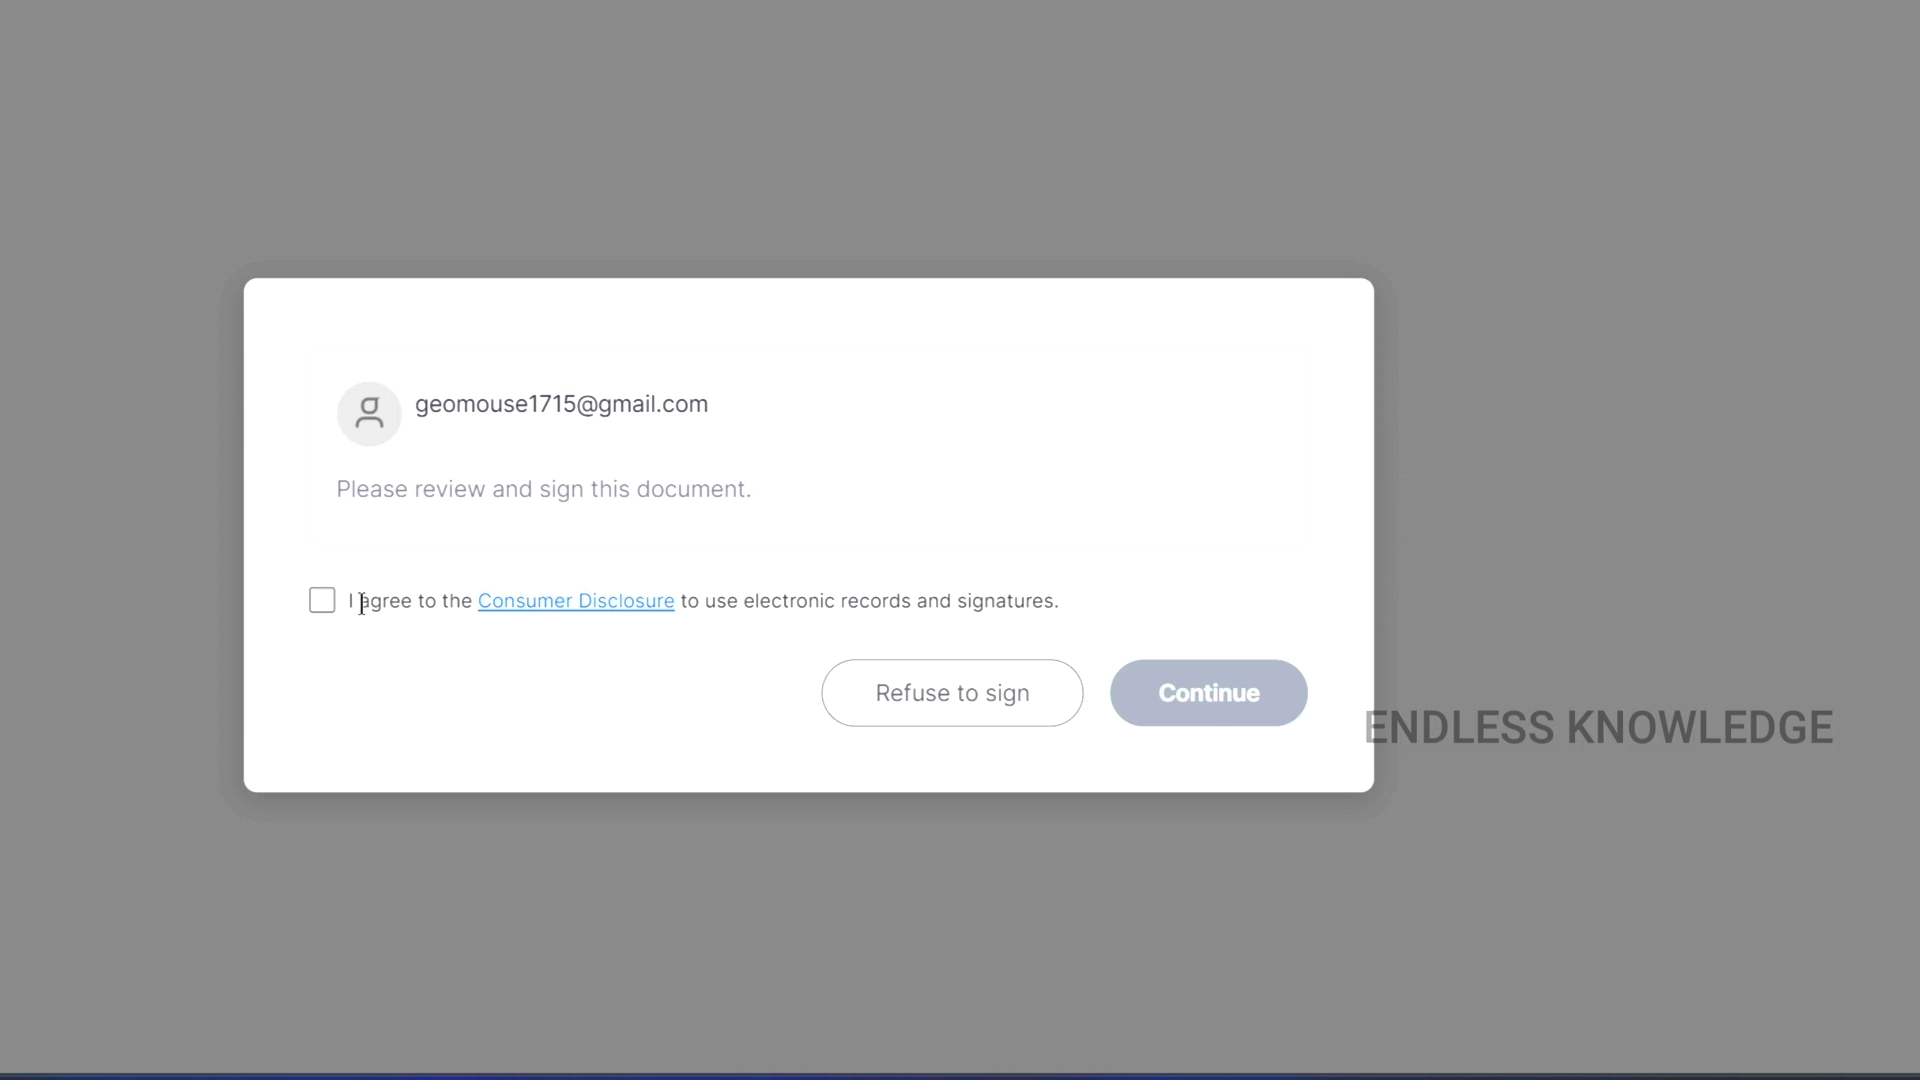 geomouse1715@gmail.com
Please review and sign this document.
I agree to the Consumer Disclosure to use electronic records and signatures.
Refuse to sign
Continue
ENDLESS KNOWLEDGE